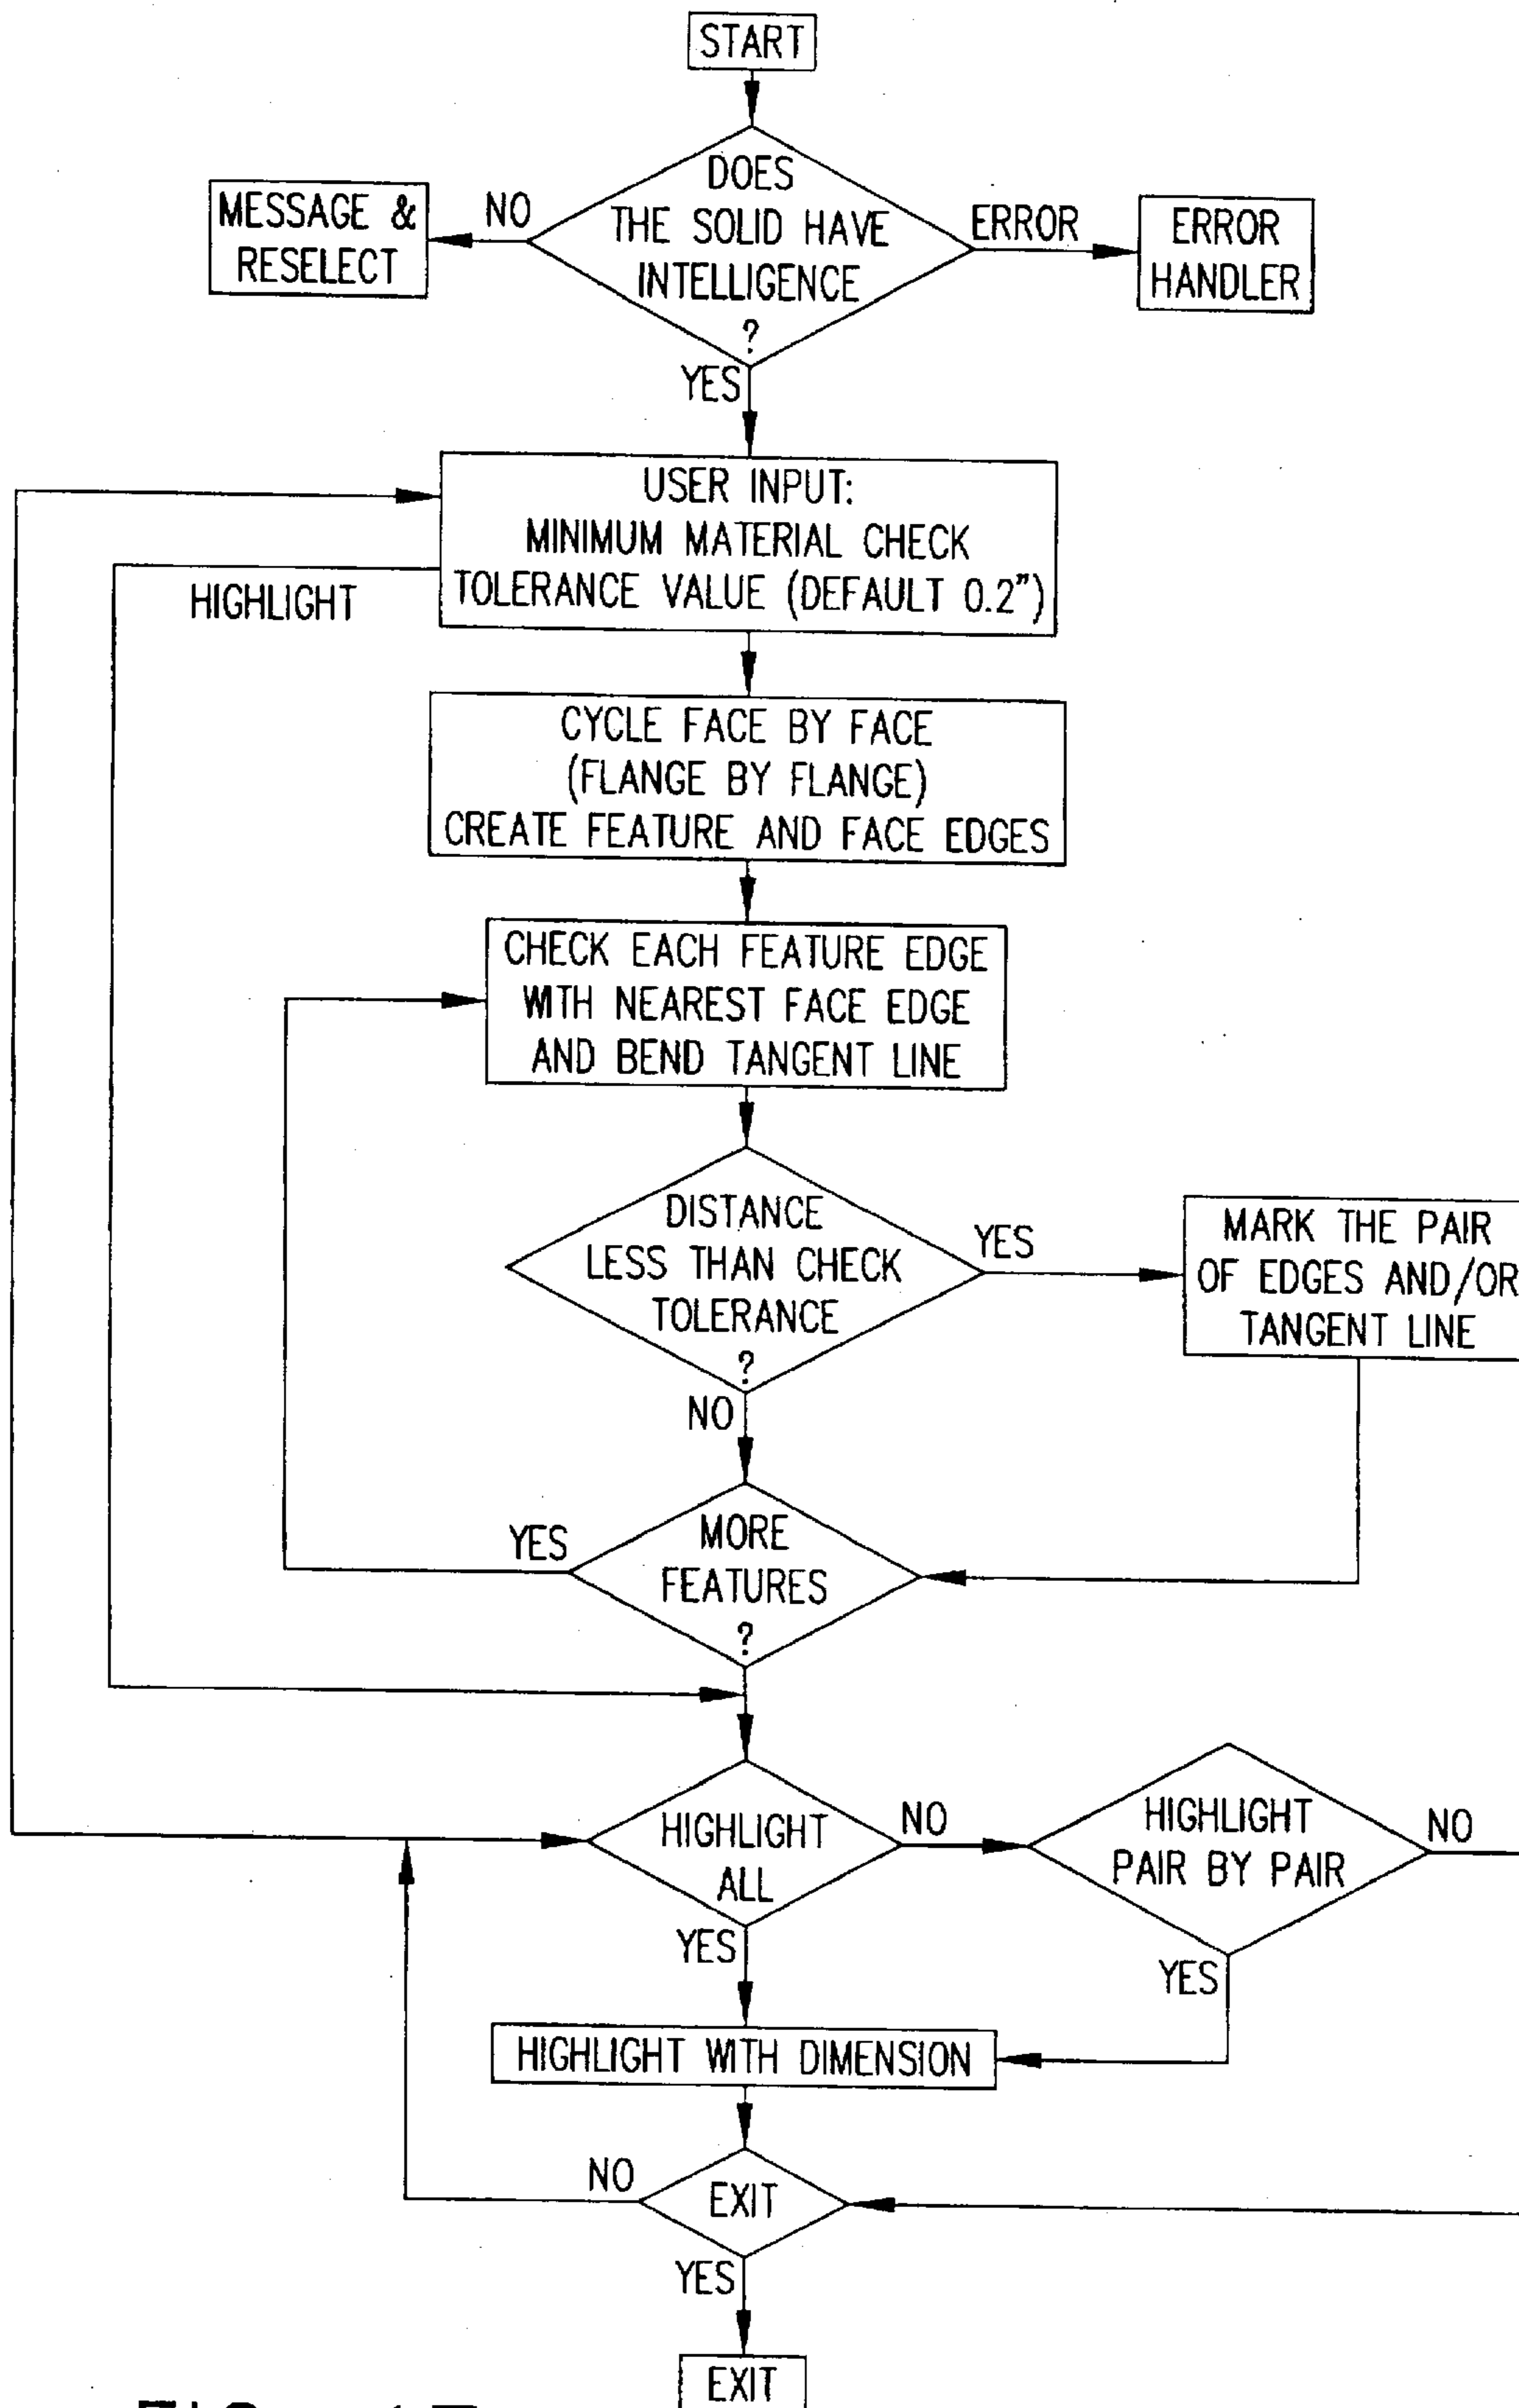 START
DOES
THE SOLID HAVE
INTELLIGENCE
?
NO
MESSAGE &
RESELECT
ERROR
ERROR
HANDLER
YES
USER INPUT:
MINIMUM MATERIAL CHECK
TOLERANCE VALUE (DEFAULT 0.2")
HIGHLIGHT
CYCLE FACE BY FACE
(FLANGE BY FLANGE)
CREATE FEATURE AND FACE EDGES
CHECK EACH FEATURE EDGE
WITH NEAREST FACE EDGE
AND BEND TANGENT LINE
DISTANCE
LESS THAN CHECK
TOLERANCE
?
YES
MARK THE PAIR
OF EDGES AND/OR
TANGENT LINE
NO
MORE
FEATURES
?
YES
HIGHLIGHT
ALL
NO
HIGHLIGHT
PAIR BY PAIR
NO
YES
YES
HIGHLIGHT WITH DIMENSION
EXIT
NO
YES
EXIT